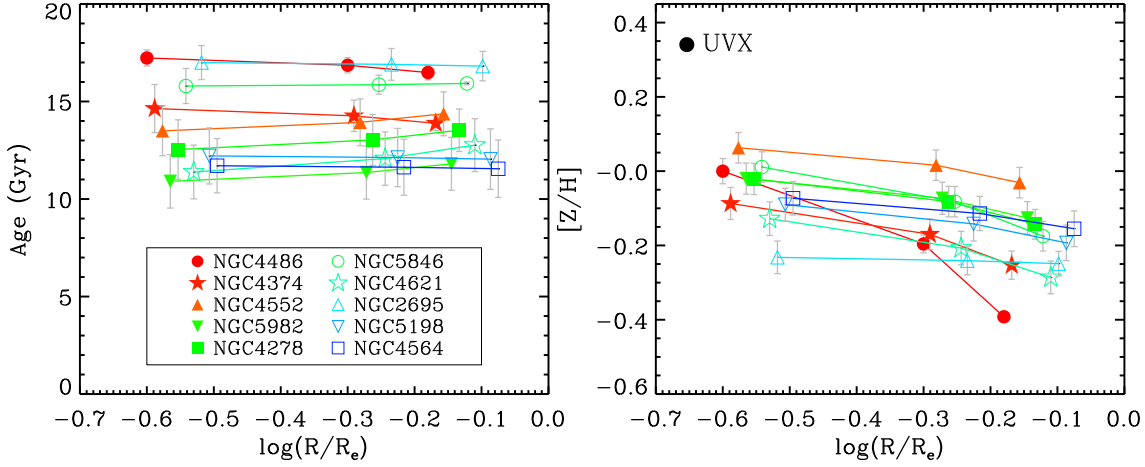 20
15
10
5
0
Age (Gyr)
NGC4486
NGC4374
NGC4552
NGC5982
NGC4278
NGC5846
NGC4621
NGC2695
NGC5198
NGC4564
−0.7 −0.6 −0.5 −0.4 −0.3 −0.2 −0.1 0.0
log(R/Re)
0.4
0.2
−0.0
−0.2
−0.4
−0.6
[Z/H]
UVX
−0.7 −0.6 −0.5 −0.4 −0.3 −0.2 −0.1 0.0
log(R/Re)